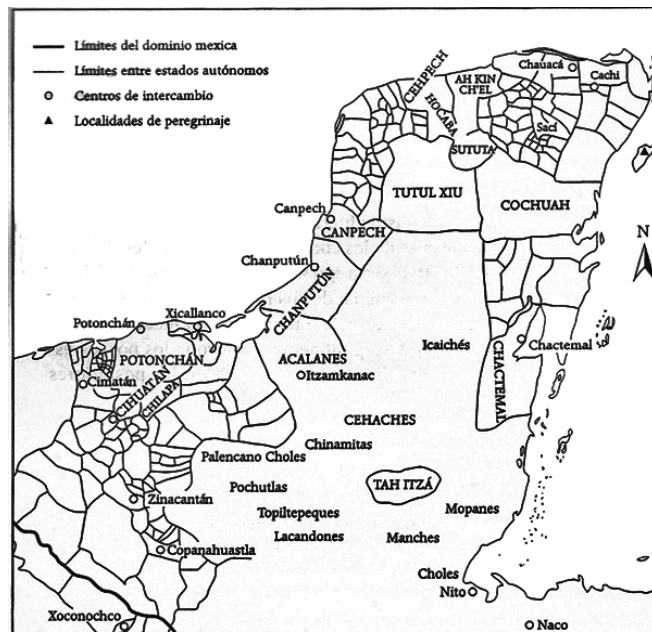 Límites del dominio mexica
Límites entre estados autónomos
Centros de intercambio
Localidades de peregrinaje
CEHPECH
HOCABA
AH KIN
CH'EL
Chauacá
Cachi
Sací
SUTUTA
TUTUL XIU
COCHUAH
Canpech
CANPECH
N
Chanputún
CHANPUTÚN
Xicallanco
Potonchán
POTONCHÁN
Cimatán
CIHUATÁN
CHILAPA
ACALANES
Itzamkanac
Icaichés
CHACTEMAL
Chactemal
CEHACHES
Chinamitas
Palencano Choles
Pochutlas
TAH ITZÁ
Zinacantán
Topiltepeques
Mopanes
Lacandones
Manches
Copanahuastla
Choles
Nito
Xoconochco
Naco